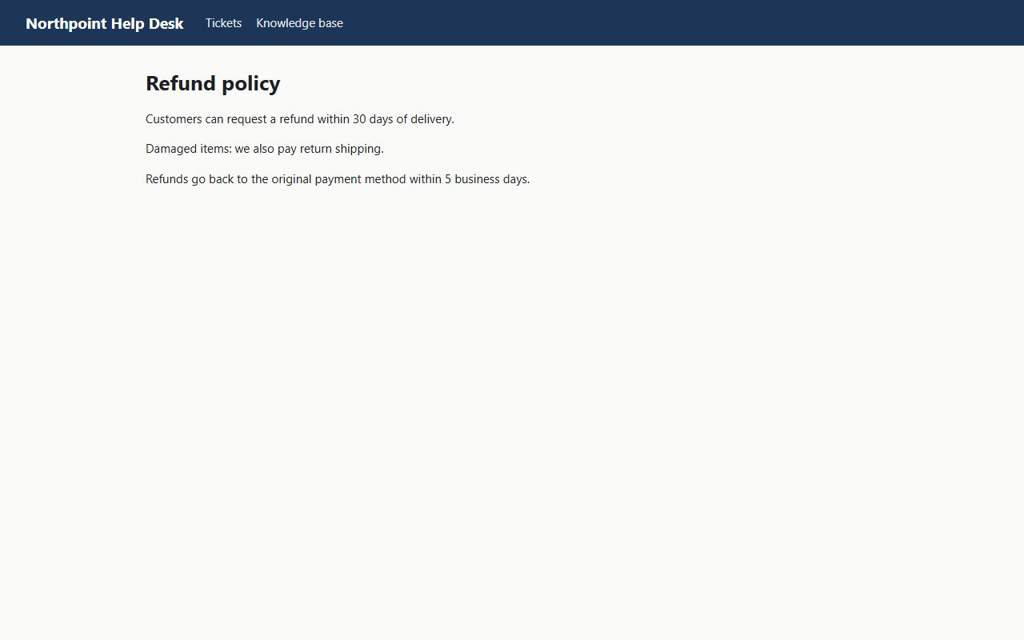 Northpoint Help Desk Tickets Knowledge base
Refund policy
Customers can request a refund within 30 days of delivery.
Damaged items: we also pay return shipping.
Refunds go back to the original payment method within 5 business days.